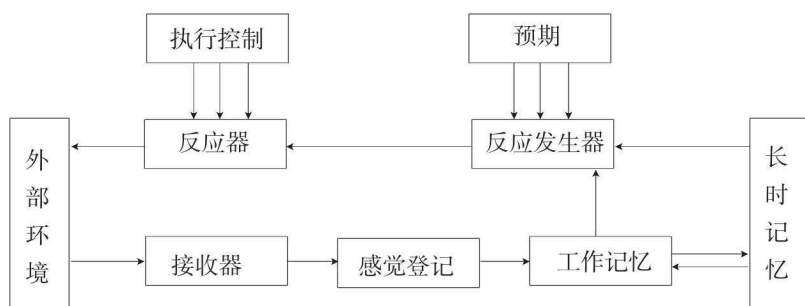 执行控制
预期
反应器
反应发生器
外部环境
长时记忆
接收器
感觉登记
工作记忆